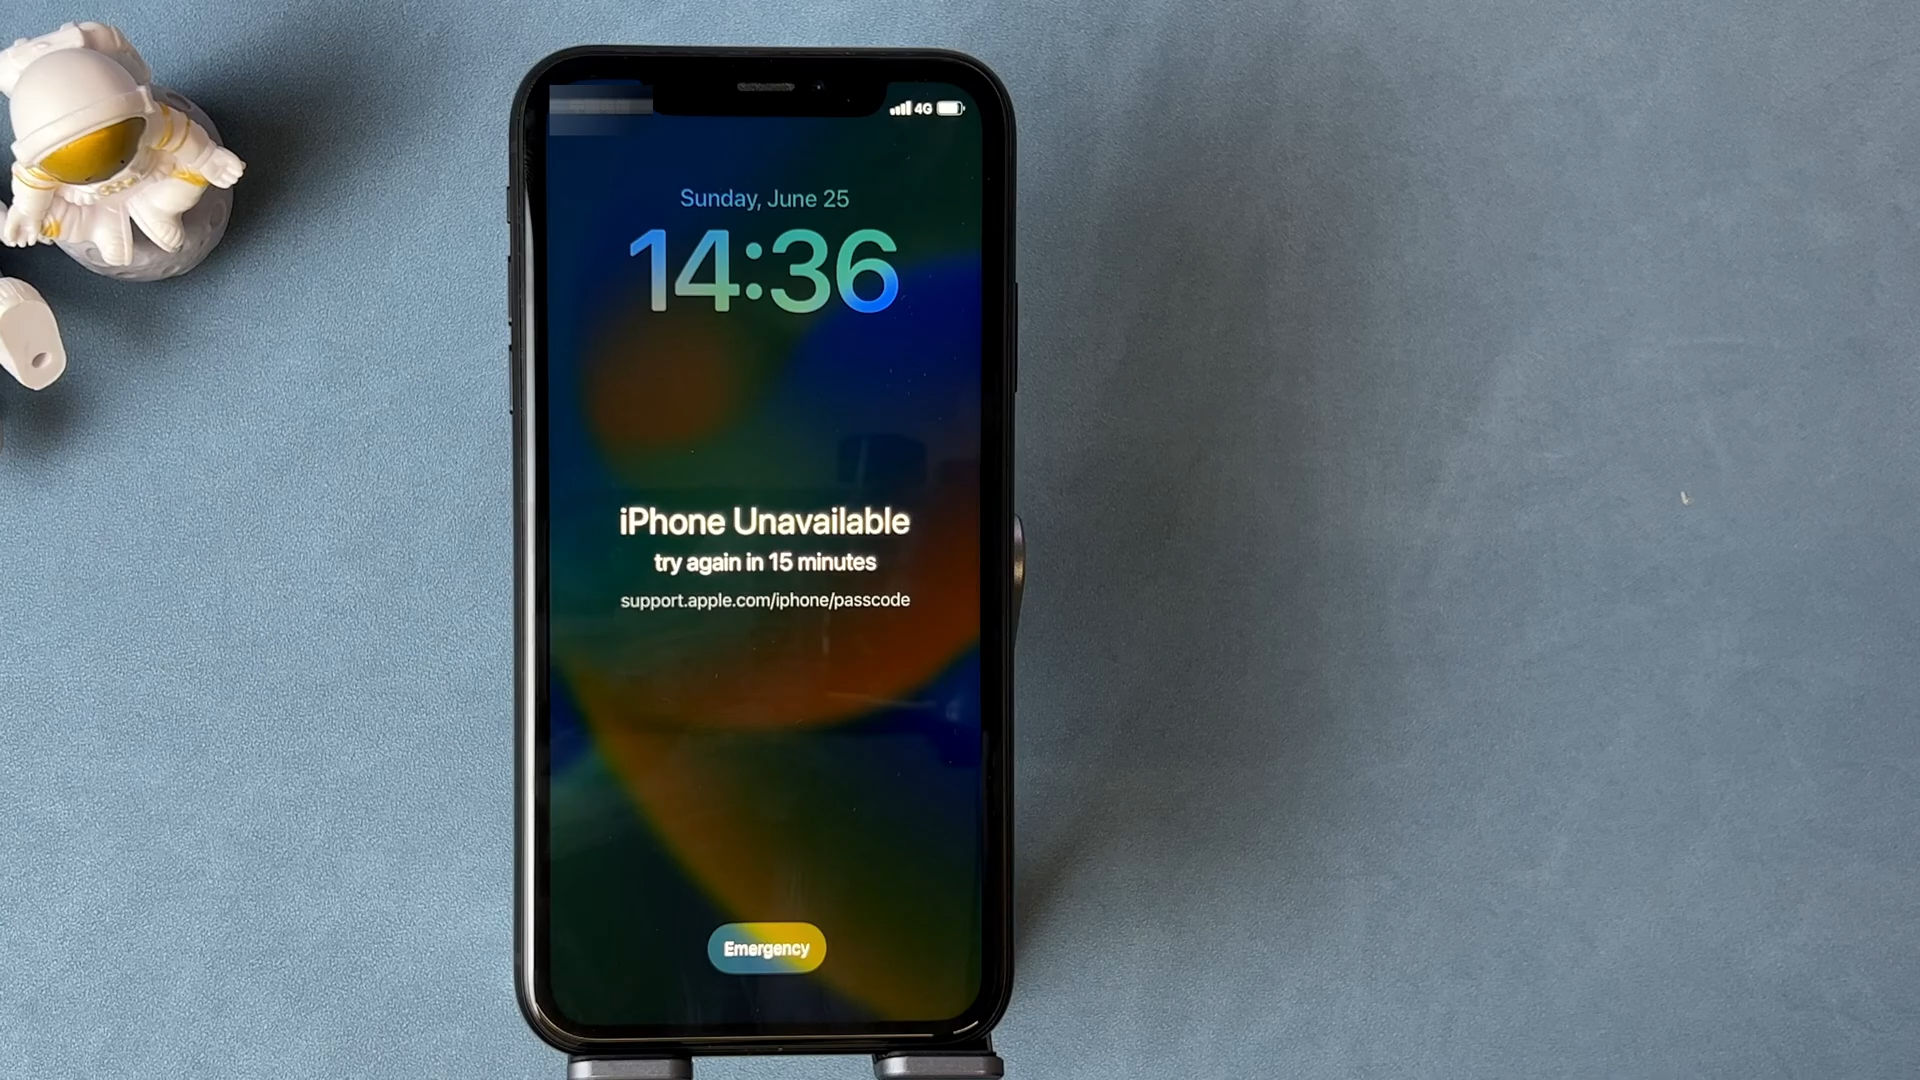 4G
Sunday, June 25
14:36
iPhone Unavailable
try again in 15 minutes
support.apple.com/iphone/passcode
Emergency